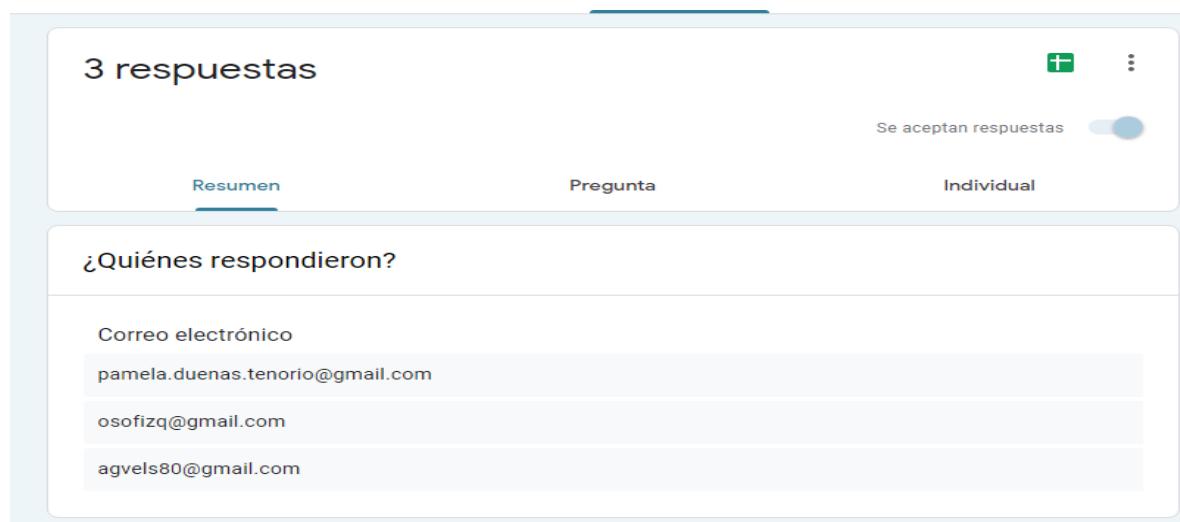 3 respuestas
Se aceptan respuestas
Resumen Pregunta Individual
¿Quiénes respondieron?
Correo electrónico
pamela.duenas.tenorio@gmail.com
osofizq@gmail.com
agvels80@gmail.com